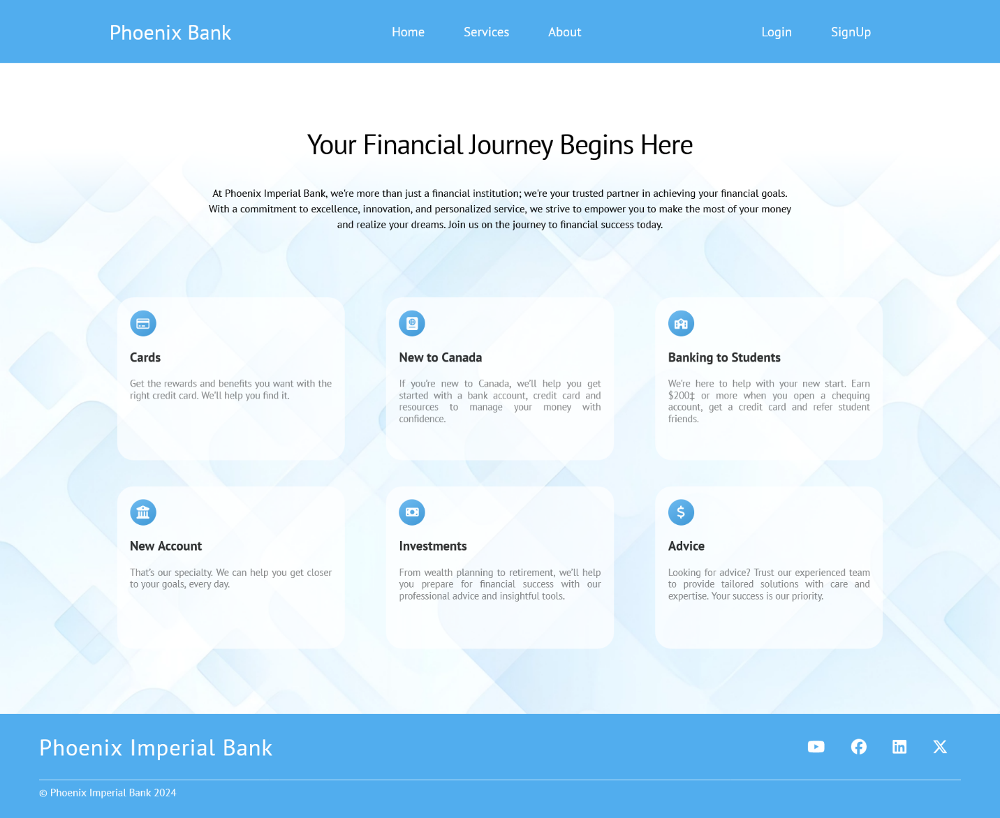 Phoenix Bank
Home
Services
About
Login
SignUp
Your Financial Journey Begins Here
At Phoenix Imperial Bank, we're more than just a financial institution; we're your trusted partner in achieving your financial goals.
With a commitment to excellence, innovation, and personalized service, we strive to empower you to make the most of your money
and realize your dreams. Join us on the journey to financial success today.
Cards
Get the rewards and benefits you want with the
right credit card. We'll help you find it.
New to Canada
If you're new to Canada, we'll help you get
started with a bank account, credit card and
resources to manage your money with
confidence.
Banking to Students
We're here to help with your new start. Earn
$200‡ or more when you open a chequing
account, get a credit card and refer student
friends.
New Account
That's our specialty. We can help you get closer
to your goals, every day.
Investments
From wealth planning to retirement, we'll help
you prepare for financial success with our
professional advice and insightful tools.
Advice
Looking for advice? Trust our experienced team
to provide tailored solutions with care and
expertise. Your success is our priority.
Phoenix Imperial Bank
© Phoenix Imperial Bank 2024